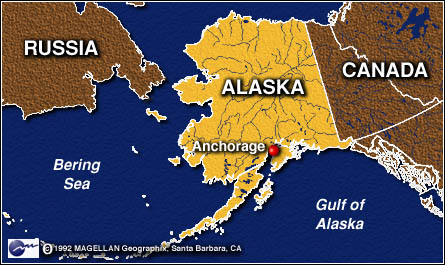 RUSSIA
ALASKA
CANADA
Anchorage
Bering
Sea
Gulf of
Alaska
© 1992 MAGELLAN Geographix, Santa Barbara, CA